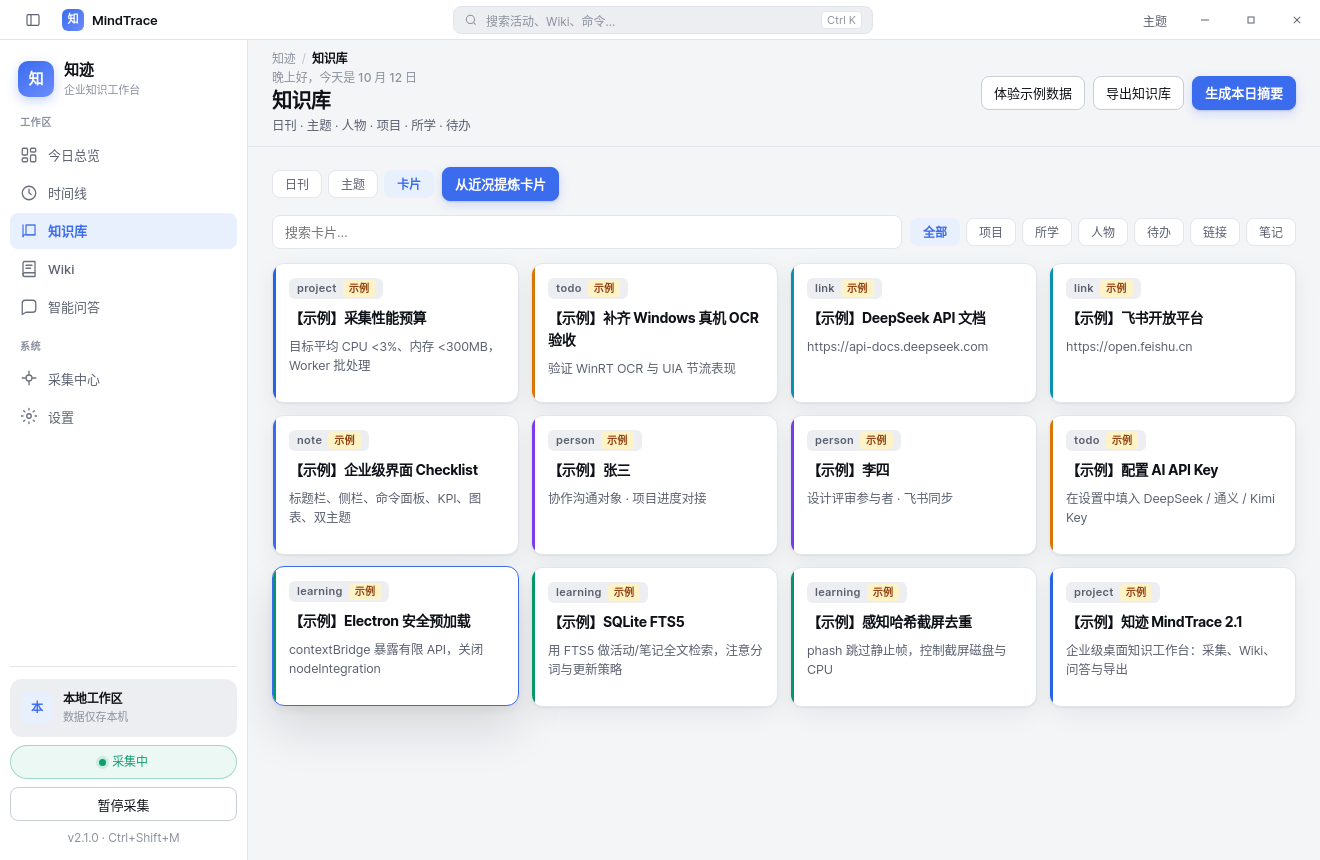 知 MindTrace
搜索活动、Wiki、命令... Ctrl K
主题
知
知迹
企业知识工作台
工作区
今日总览
时间线
知识库
Wiki
智能问答
系统
采集中心
设置
本
本地工作区
数据仅存本机
采集中
暂停采集
v2.1.0 · Ctrl+Shift+M
知迹 / 知识库
晚上好，今天是 10 月 12 日
知识库
日刊 · 主题 · 人物 · 项目 · 所学 · 待办
体验示例数据 导出知识库 生成本日摘要
日刊 主题 卡片 从近况提炼卡片
搜索卡片...
全部 项目 所学 人物 待办 链接 笔记
project 示例
【示例】采集性能预算
目标平均 CPU <3%、内存 <300MB，
Worker 批处理
todo 示例
【示例】补齐 Windows 真机 OCR
验收
验证 WinRT OCR 与 UIA 节流表现
link 示例
【示例】DeepSeek API 文档
https://api-docs.deepseek.com
link 示例
【示例】飞书开放平台
https://open.feishu.cn
note 示例
【示例】企业级界面 Checklist
标题栏、侧栏、命令面板、KPI、图
表、双主题
person 示例
【示例】张三
协作沟通对象 · 项目进度对接
person 示例
【示例】李四
设计评审参与者 · 飞书同步
todo 示例
【示例】配置 AI API Key
在设置中填入 DeepSeek / 通义 / Kimi
Key
learning 示例
【示例】Electron 安全预加载
contextBridge 暴露有限 API，关闭
nodeIntegration
learning 示例
【示例】SQLite FTS5
用 FTS5 做活动/笔记全文检索，注意分
词与更新策略
learning 示例
【示例】感知哈希截屏去重
phash 跳过静止帧，控制截屏磁盘与
CPU
project 示例
【示例】知迹 MindTrace 2.1
企业级桌面知识工作台：采集、Wiki、
问答与导出